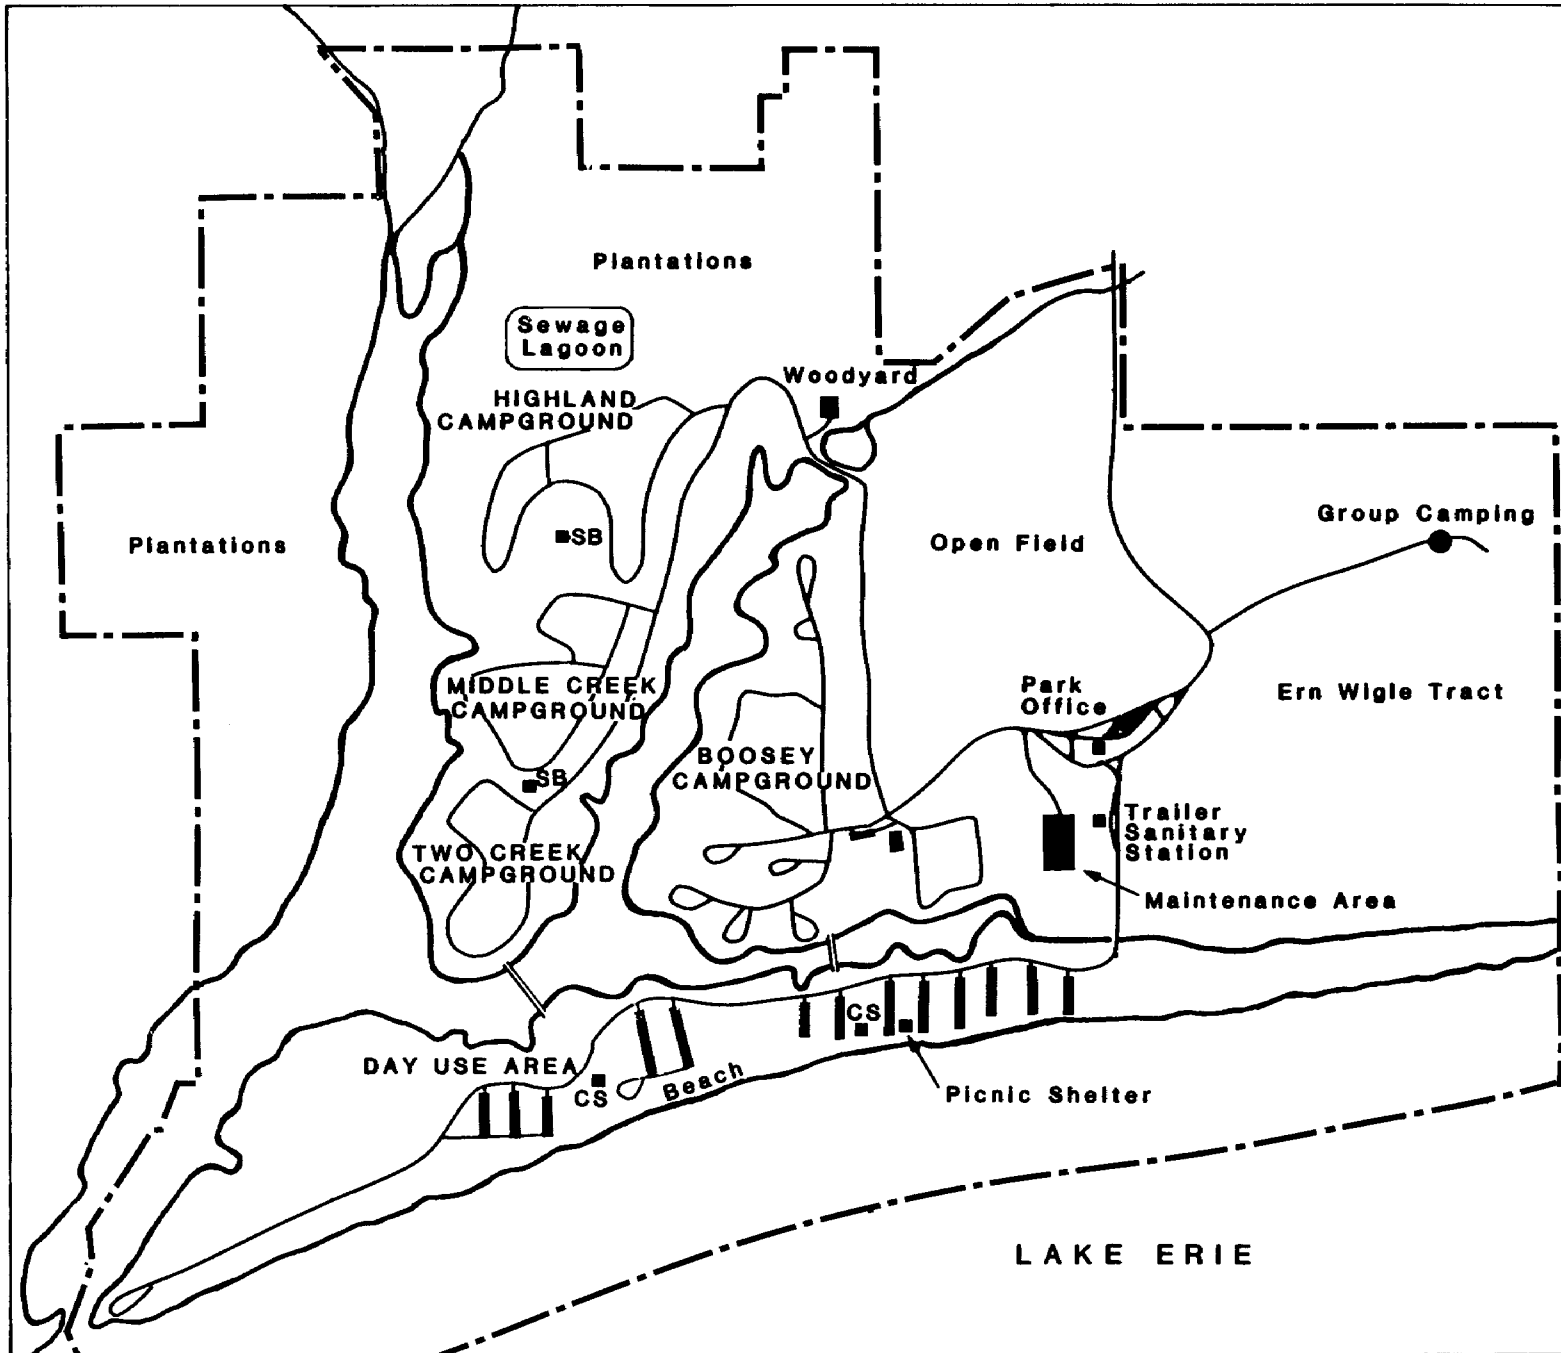 Plantations
Sewage
Lagoon
Woodyard
HIGHLAND
CAMPGROUND
SB
Plantations
Open Field
Group Camping
MIDDLE CREEK
CAMPGROUND
Park
Office
Ern Wigle Tract
BOOSEY
CAMPGROUND
SB
Trailer
Sanitary
Station
TWO CREEK
CAMPGROUND
Maintenance Area
CS
DAY USE AREA
CS
Beach
Picnic Shelter
LAKE ERIE